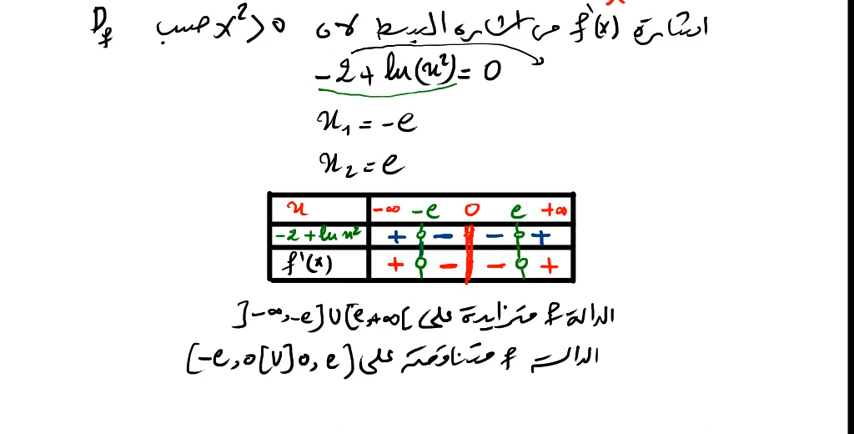 اشارة f'(x) من اشارة البسط لان x²>0 حسب D_f
-2+ln(x²)=0
x₁=-e
x₂=e
x -∞ -e 0 e +∞
-2+ln x² + 0 - - 0 +
f'(x) + 0 - - 0 +
الدالة f متزايدة على ]-∞,-e]∪[e,+∞[
الدالة f متناقصة على [-e,0[∪]0,e]